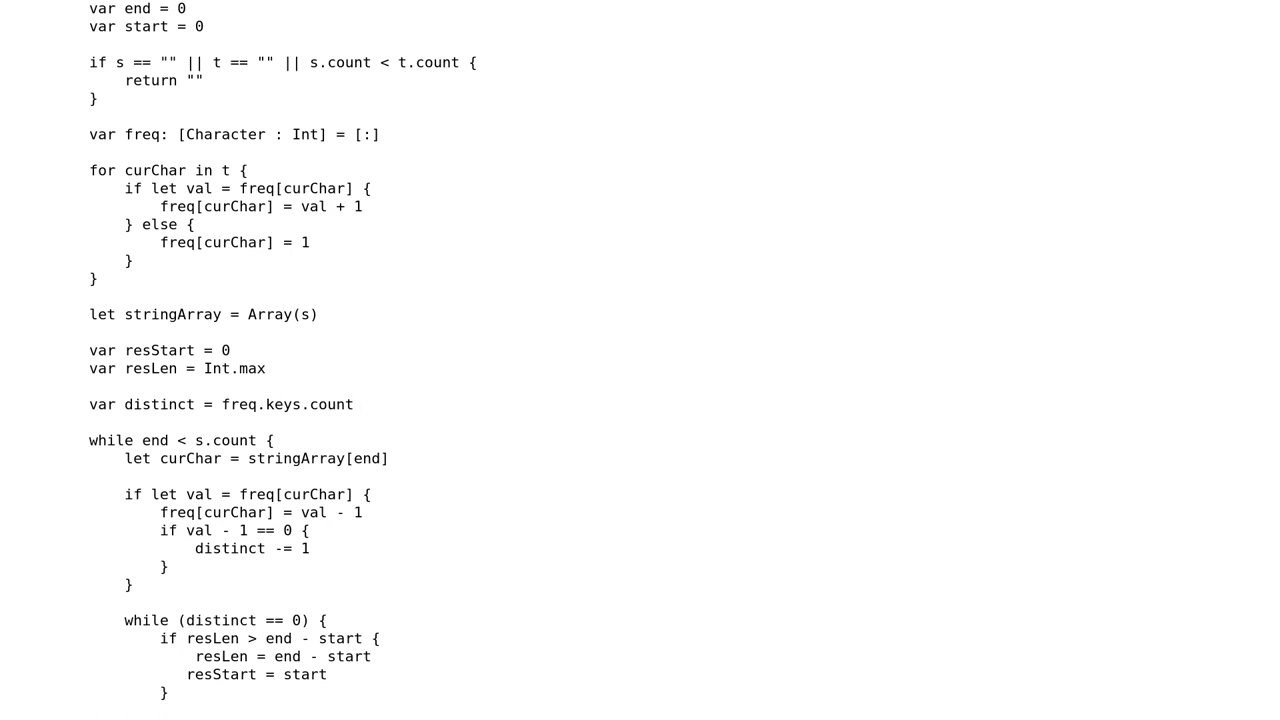 var end = 0
var start = 0
if s == "" || t == "" || s.count < t.count {
    return ""
}
var freq: [Character : Int] = [:]
for curChar in t {
    if let val = freq[curChar] {
        freq[curChar] = val + 1
    } else {
        freq[curChar] = 1
    }
}
let stringArray = Array(s)
var resStart = 0
var resLen = Int.max
var distinct = freq.keys.count
while end < s.count {
    let curChar = stringArray[end]
    if let val = freq[curChar] {
        freq[curChar] = val - 1
        if val - 1 == 0 {
            distinct -= 1
        }
    }
    while (distinct == 0) {
        if resLen > end - start {
            resLen = end - start
           resStart = start
        }